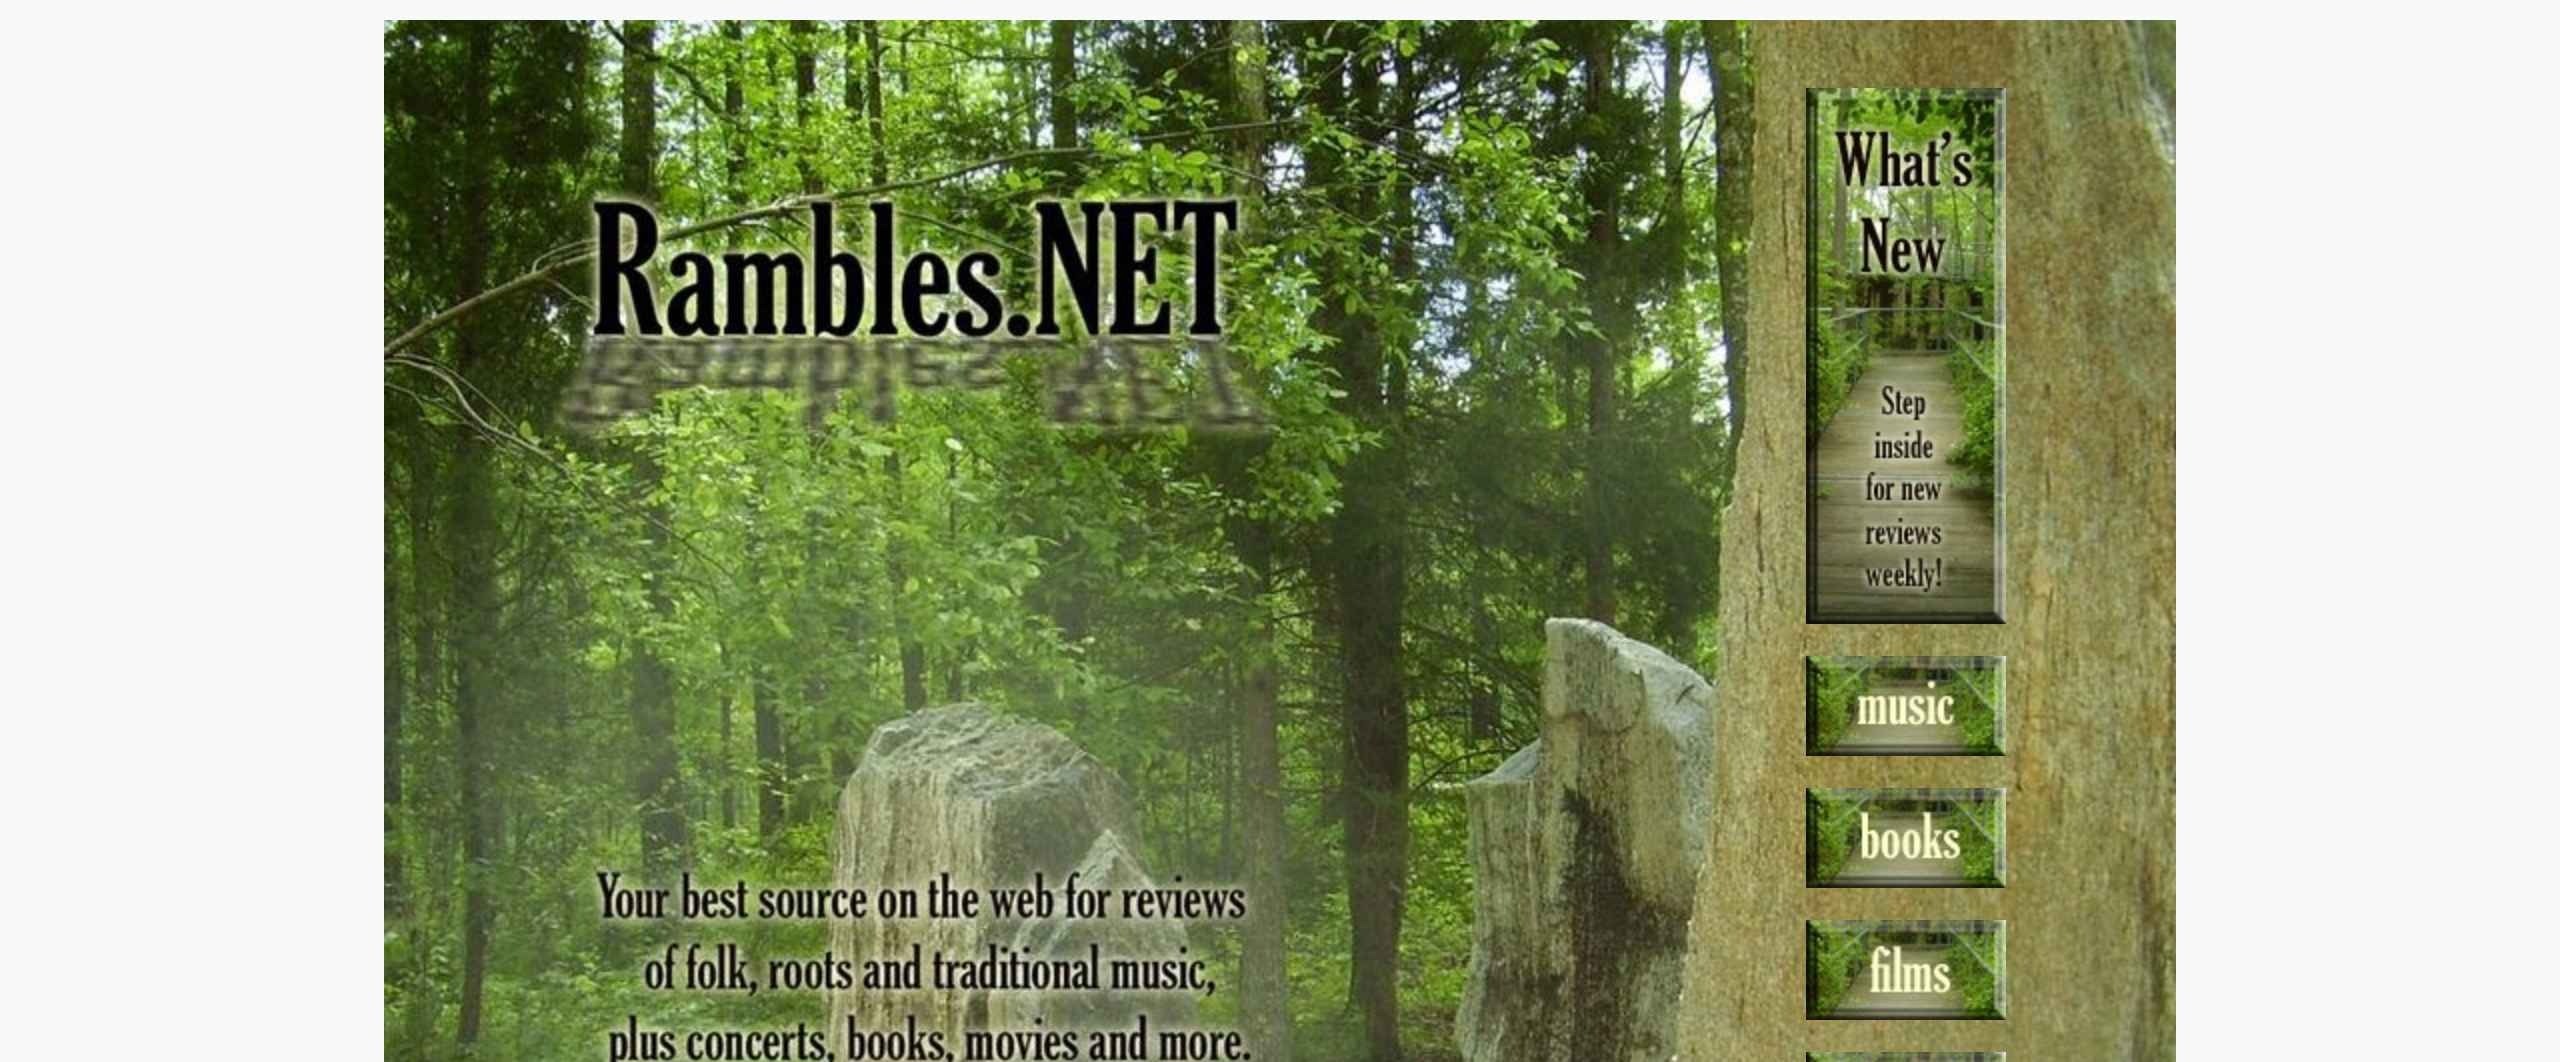 Rambles.NET
Your best source on the web for reviews
of folk, roots and traditional music,
plus concerts, books, movies and more.
What's
New
Step
inside
for new
reviews
weekly!
music
books
films